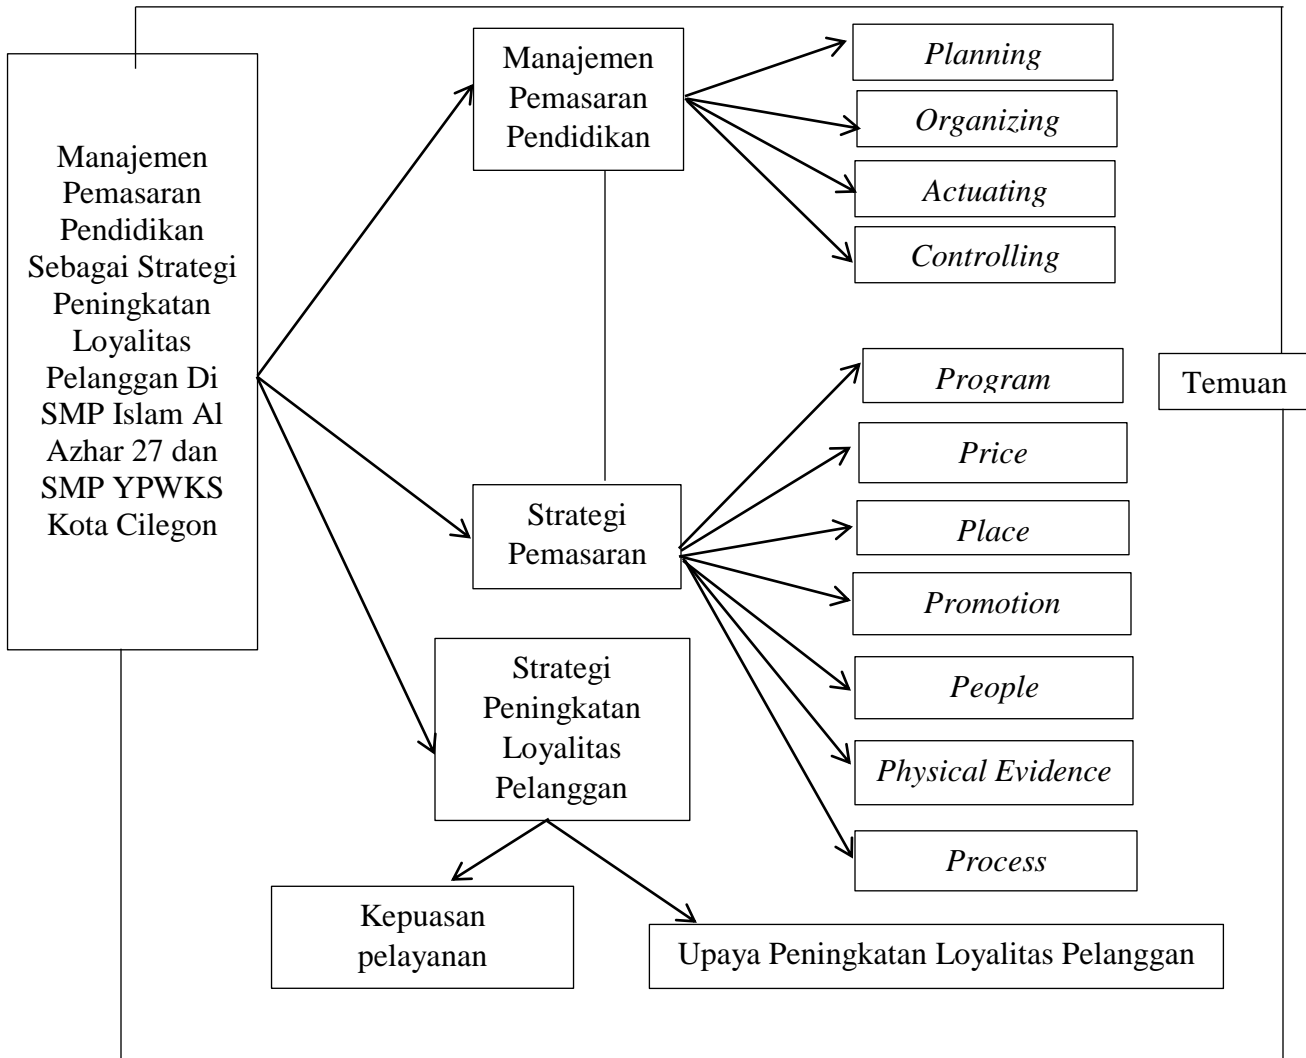 Manajemen
Pemasaran
Pendidikan
Sebagai Strategi
Peningkatan
Loyalitas
Pelanggan Di
SMP Islam Al
Azhar 27 dan
SMP YPWKS
Kota Cilegon
Manajemen
Pemasaran
Pendidikan
Planning
Organizing
Actuating
Controlling
Strategi
Pemasaran
Program
Price
Place
Promotion
People
Physical Evidence
Process
Temuan
Strategi
Peningkatan
Loyalitas
Pelanggan
Kepuasan
pelayanan
Upaya Peningkatan Loyalitas Pelanggan